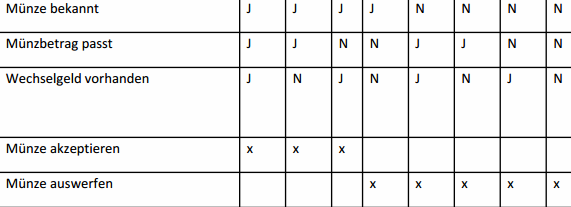 Münze bekannt J J J J N N N N
Münzbetrag passt J J N N J J N N
Wechselgeld vorhanden J N J N J N J N
Münze akzeptieren x x x
Münze auswerfen x x x x x